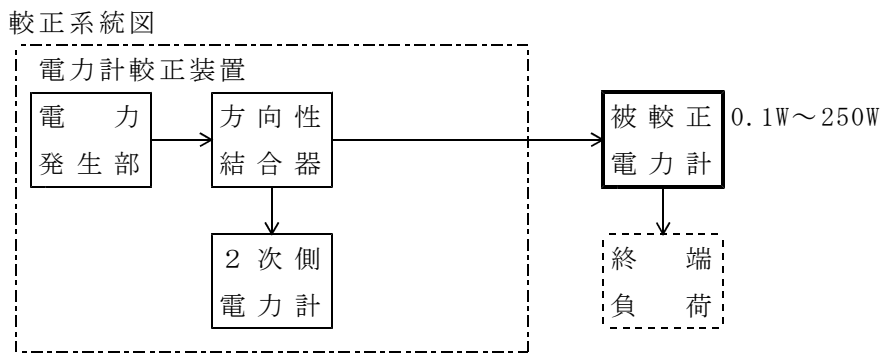 較正系統図
電力計較正装置
電力
発生部
方向性
結合器
被較正
電力計
0.1W～250W
２次側
電力計
終端
負荷